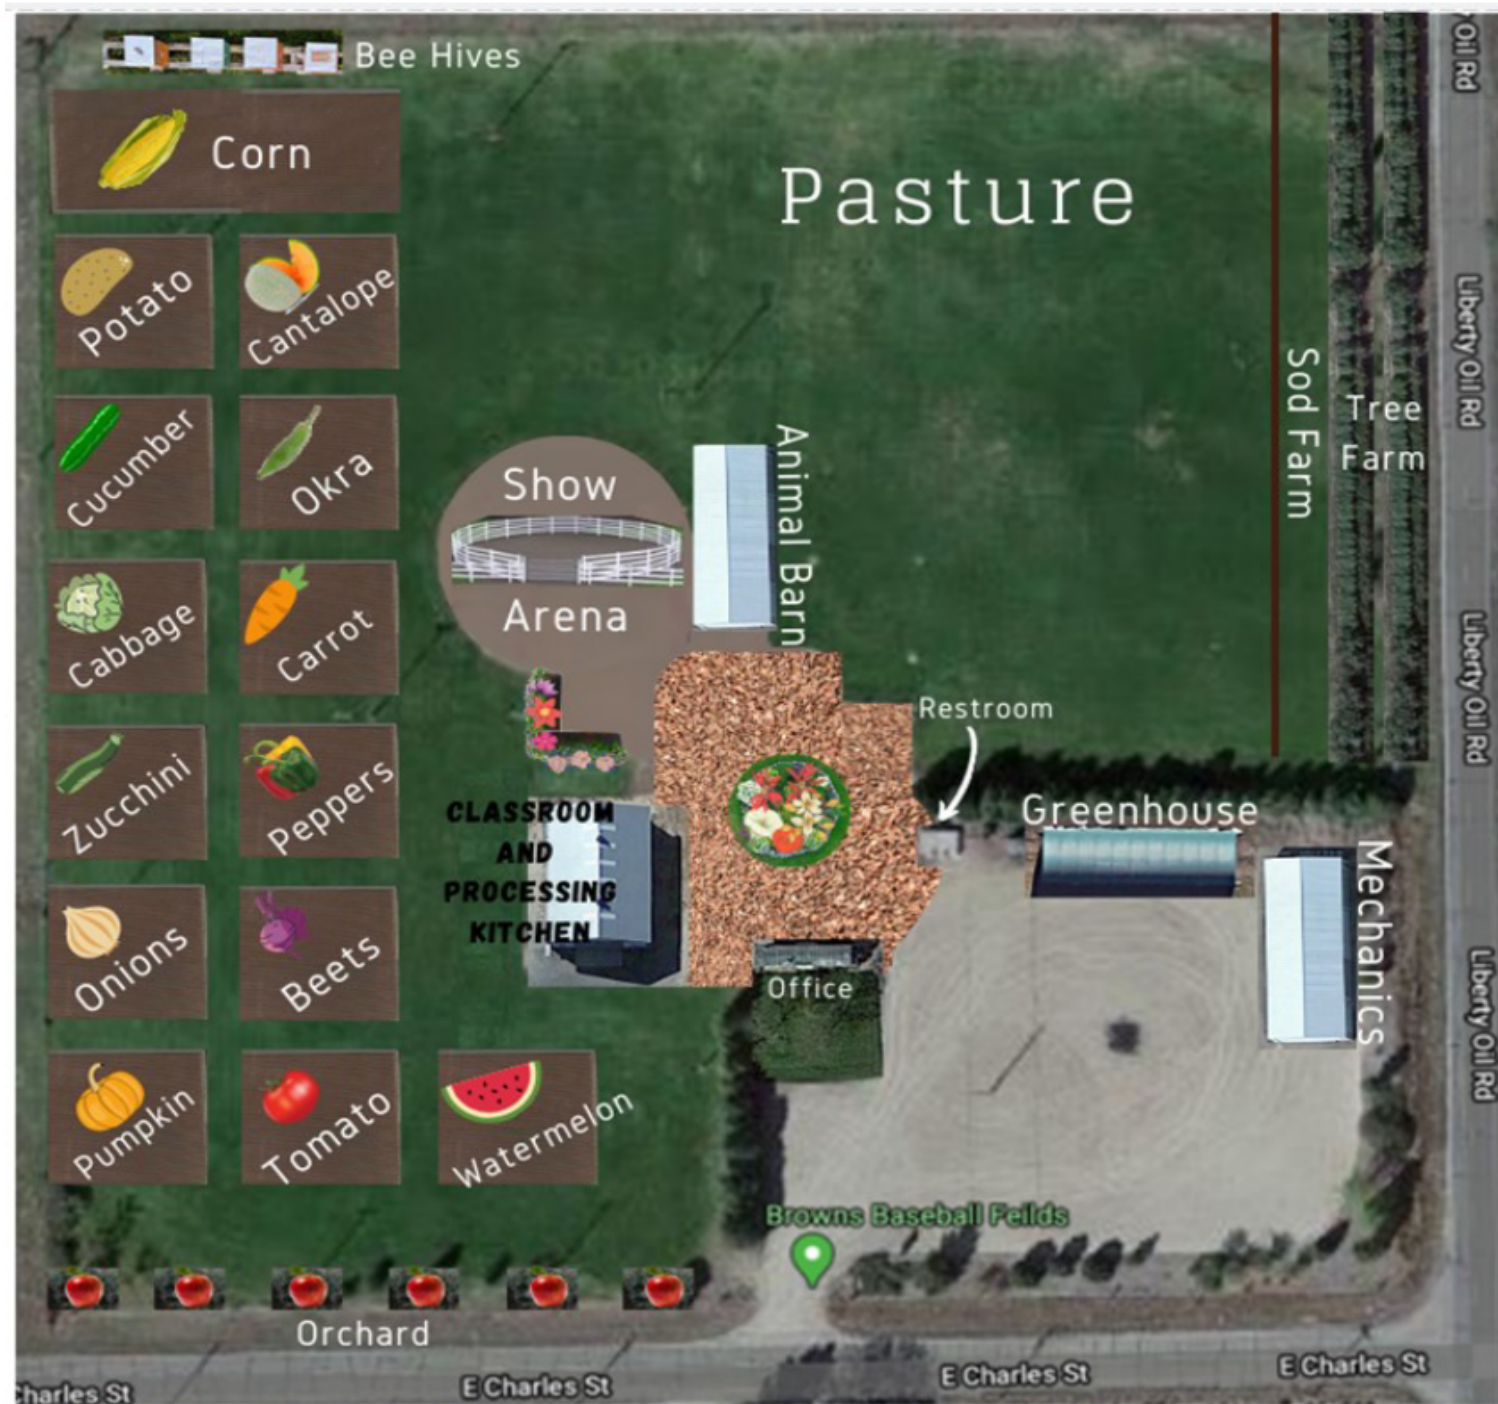 Oil Rd
Bee Hives
Corn
Pasture
Potato
Cantalope
Liberty Oil Rd
Sod Farm
Tree
Farm
Cucumber
Okra
Show
Arena
Animal Barn
Cabbage
Carrot
Liberty Oil Rd
Restroom
Zucchini
Peppers
CLASSROOM
AND
PROCESSING
KITCHEN
Greenhouse
Mechanics
Onions
Beets
Office
Liberty Oil Rd
Pumpkin
Tomato
Watermelon
Browns Baseball Feilds
Orchard
Charles St
E Charles St
E Charles St
E Charles St